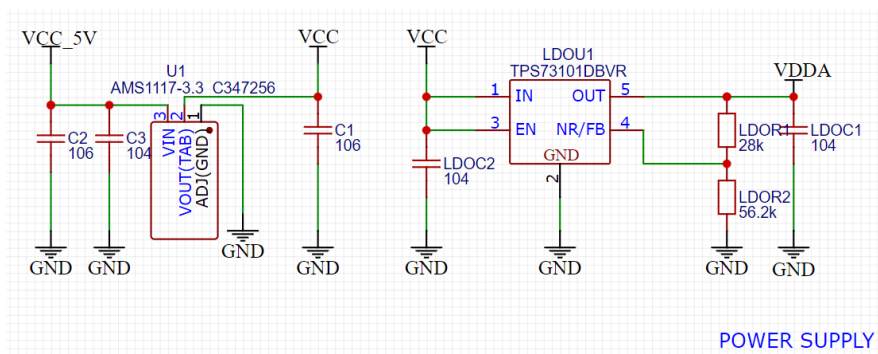 VCC_5V
VCC
VCC
U1
AMS1117-3.3 C347256
LDOU1
TPS73101DBVR
VDDA
3
2
1
VIN
VOUT(TAB)
ADJ(GND)
C2
106
C3
104
C1
106
1
IN
OUT
5
3
EN
NR/FB
4
GND
2
LDOC2
104
LDOR1
28k
LDOC1
104
LDOR2
56.2k
GND
GND
GND
GND
GND
GND
GND
GND
POWER SUPPLY